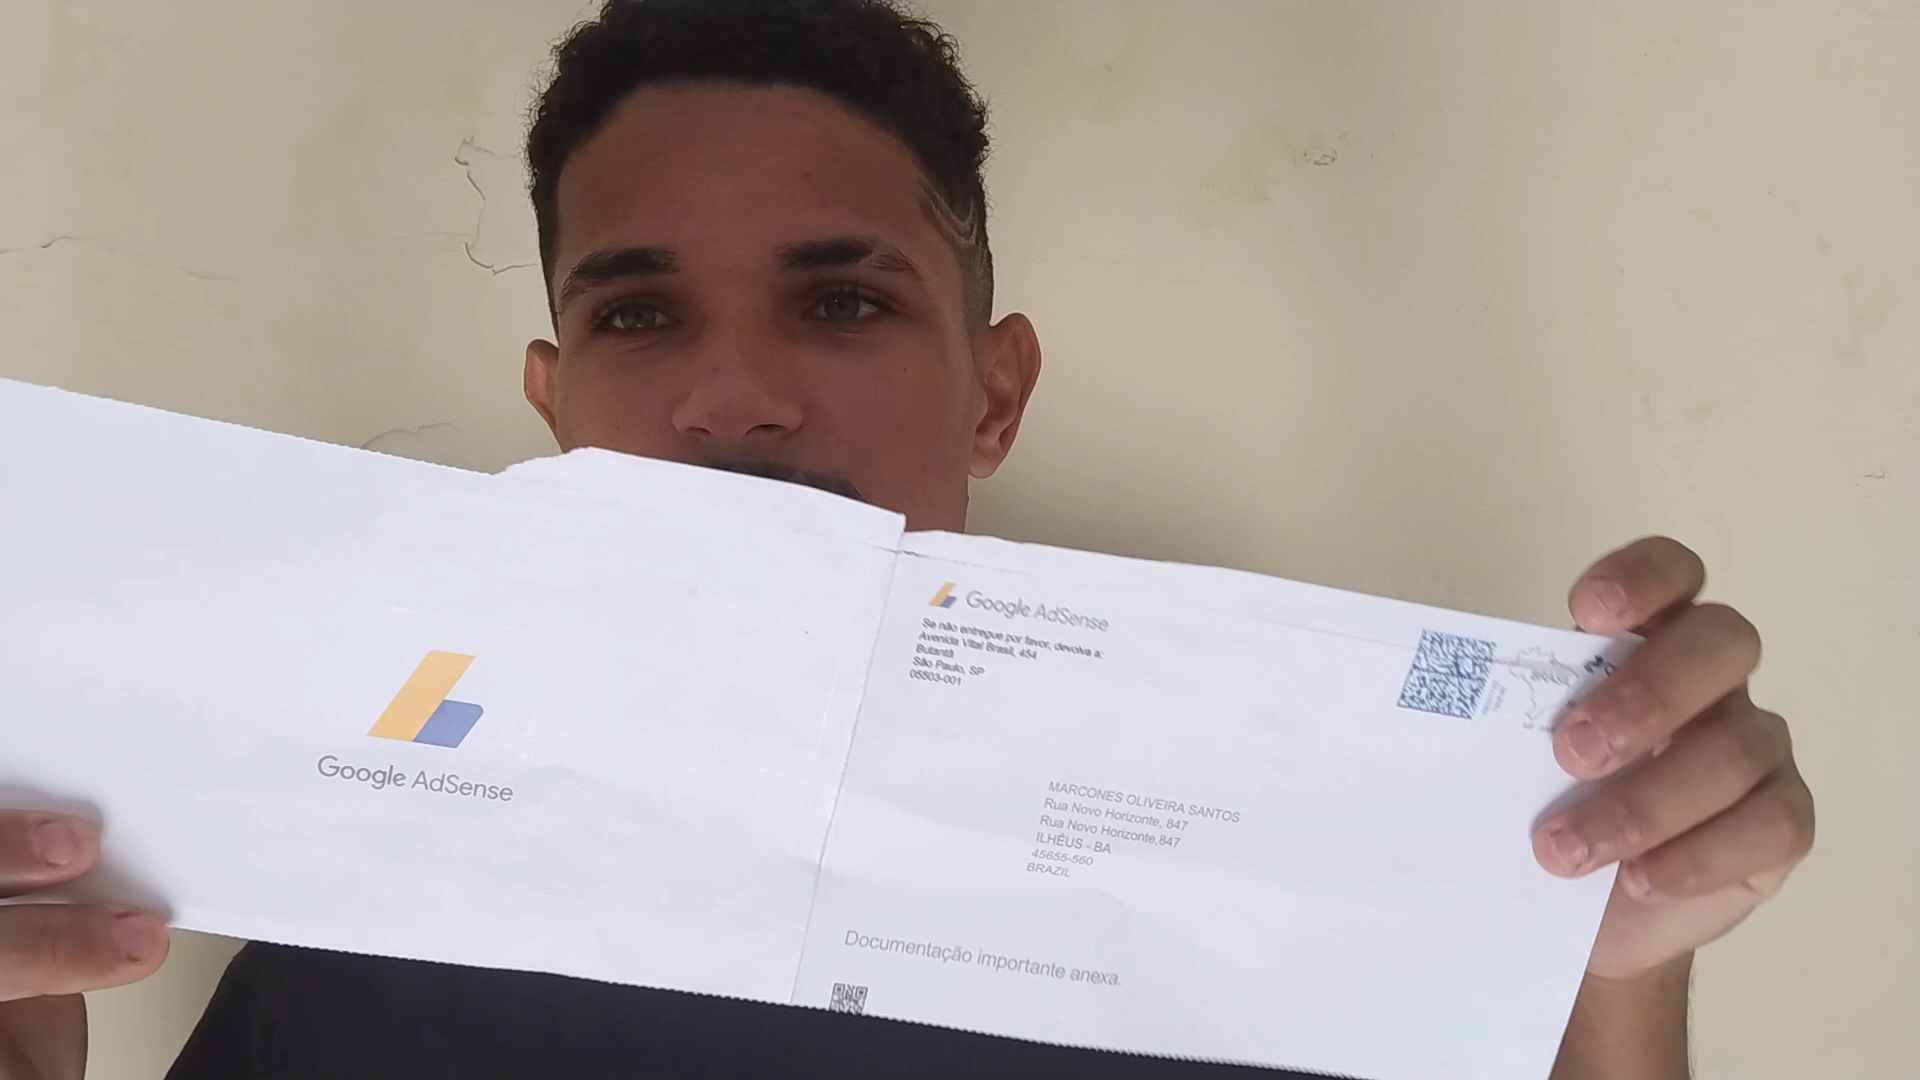 Google AdSense
Google AdSense
Se não entregue por favor, devolva a:
Avenida Vital Brasil, 454
Butantã
São Paulo, SP
05503-001
BRASIL
MARCONES OLIVEIRA SANTOS
Rua Novo Horizonte, 847
Rua Novo Horizonte,847
ILHÉUS - BA
45655-560
BRAZIL
Documentação importante anexa.